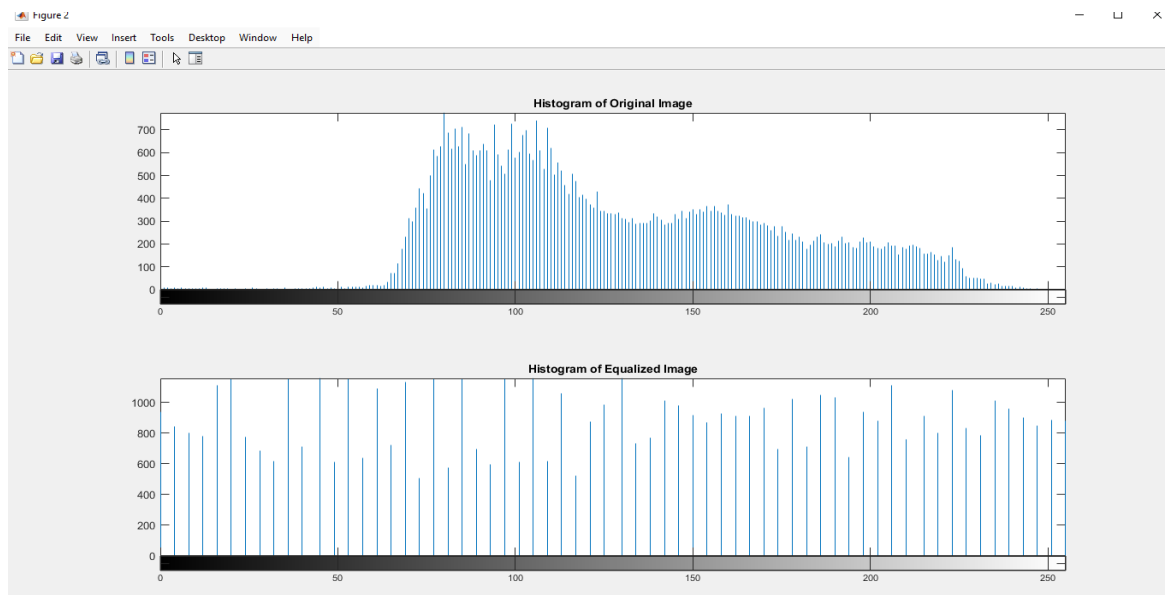 Figure 2
File Edit View Insert Tools Desktop Window Help
Histogram of Original Image
700
600
500
400
300
200
100
0
0 50 100 150 200 250
Histogram of Equalized Image
1000
800
600
400
200
0
0 50 100 150 200 250